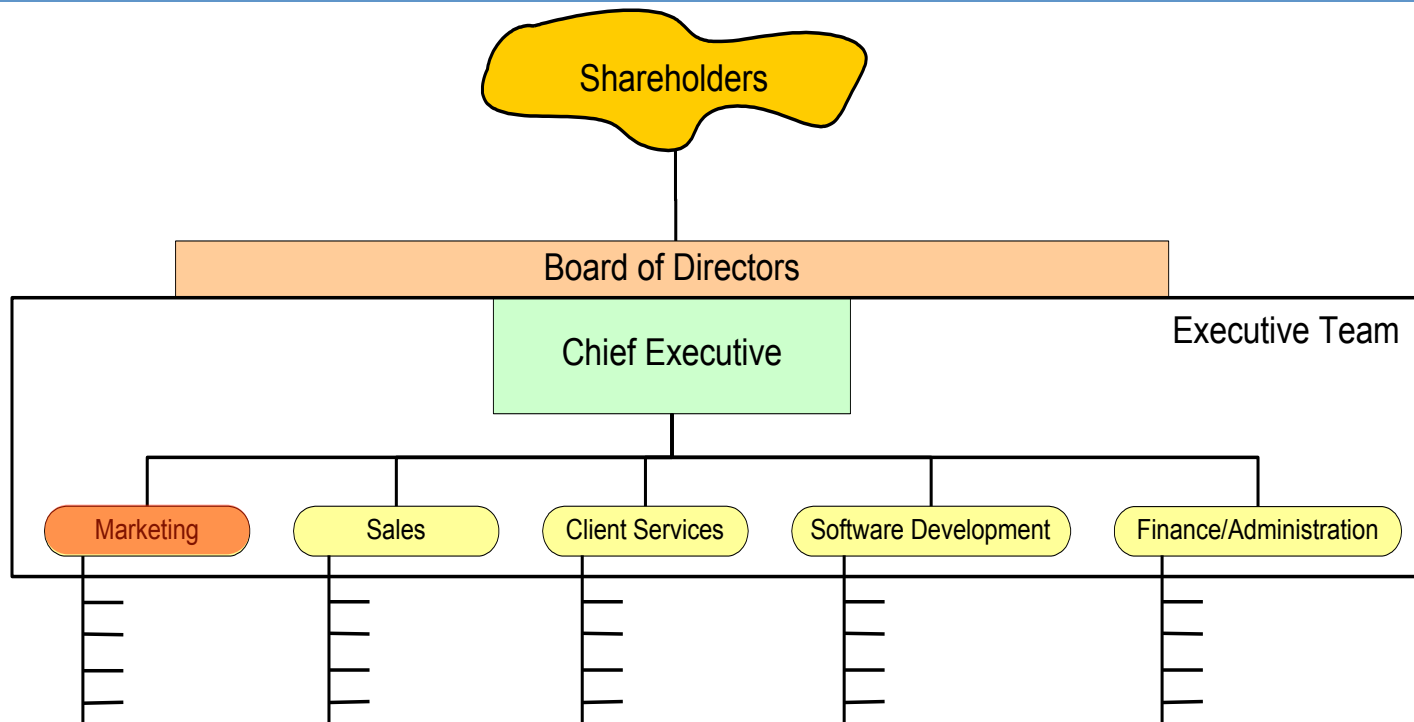 Shareholders
Board of Directors
Executive Team
Chief Executive
Marketing
Sales
Client Services
Software Development
Finance/Administration